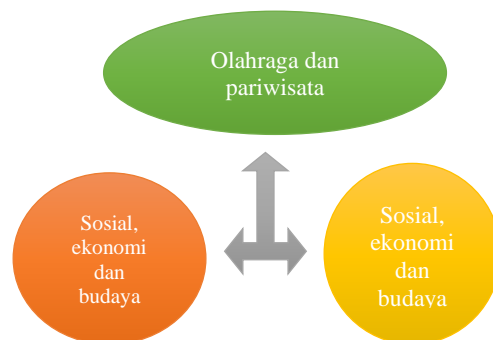 Olahraga dan
pariwisata
Sosial,
ekonomi
dan
budaya
Sosial,
ekonomi
dan
budaya